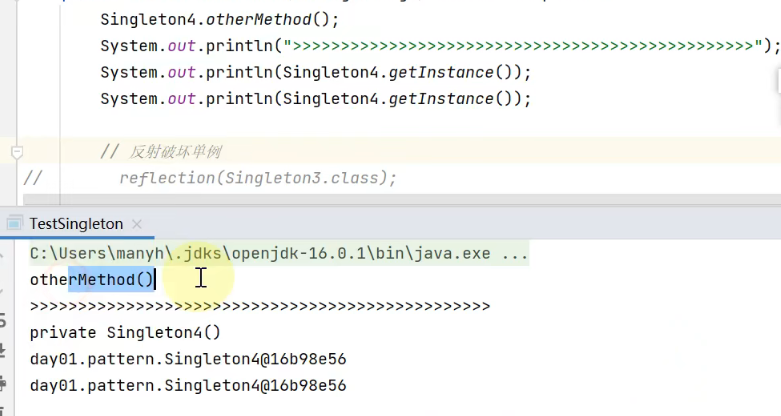 Singleton4.otherMethod();
System.out.println(">>>>>>>>>>>>>>>>>>>>>>>>>>>>>>>>>>>>>>>>>>>>>>>>");
System.out.println(Singleton4.getInstance());
System.out.println(Singleton4.getInstance());
// 反射破坏单例
// reflection(Singleton3.class);
TestSingleton ×
C:\Users\manyh\.jdks\openjdk-16.0.1\bin\java.exe ...
otherMethod()
>>>>>>>>>>>>>>>>>>>>>>>>>>>>>>>>>>>>>>>>>>>>>>>>
private Singleton4()
day01.pattern.Singleton4@16b98e56
day01.pattern.Singleton4@16b98e56